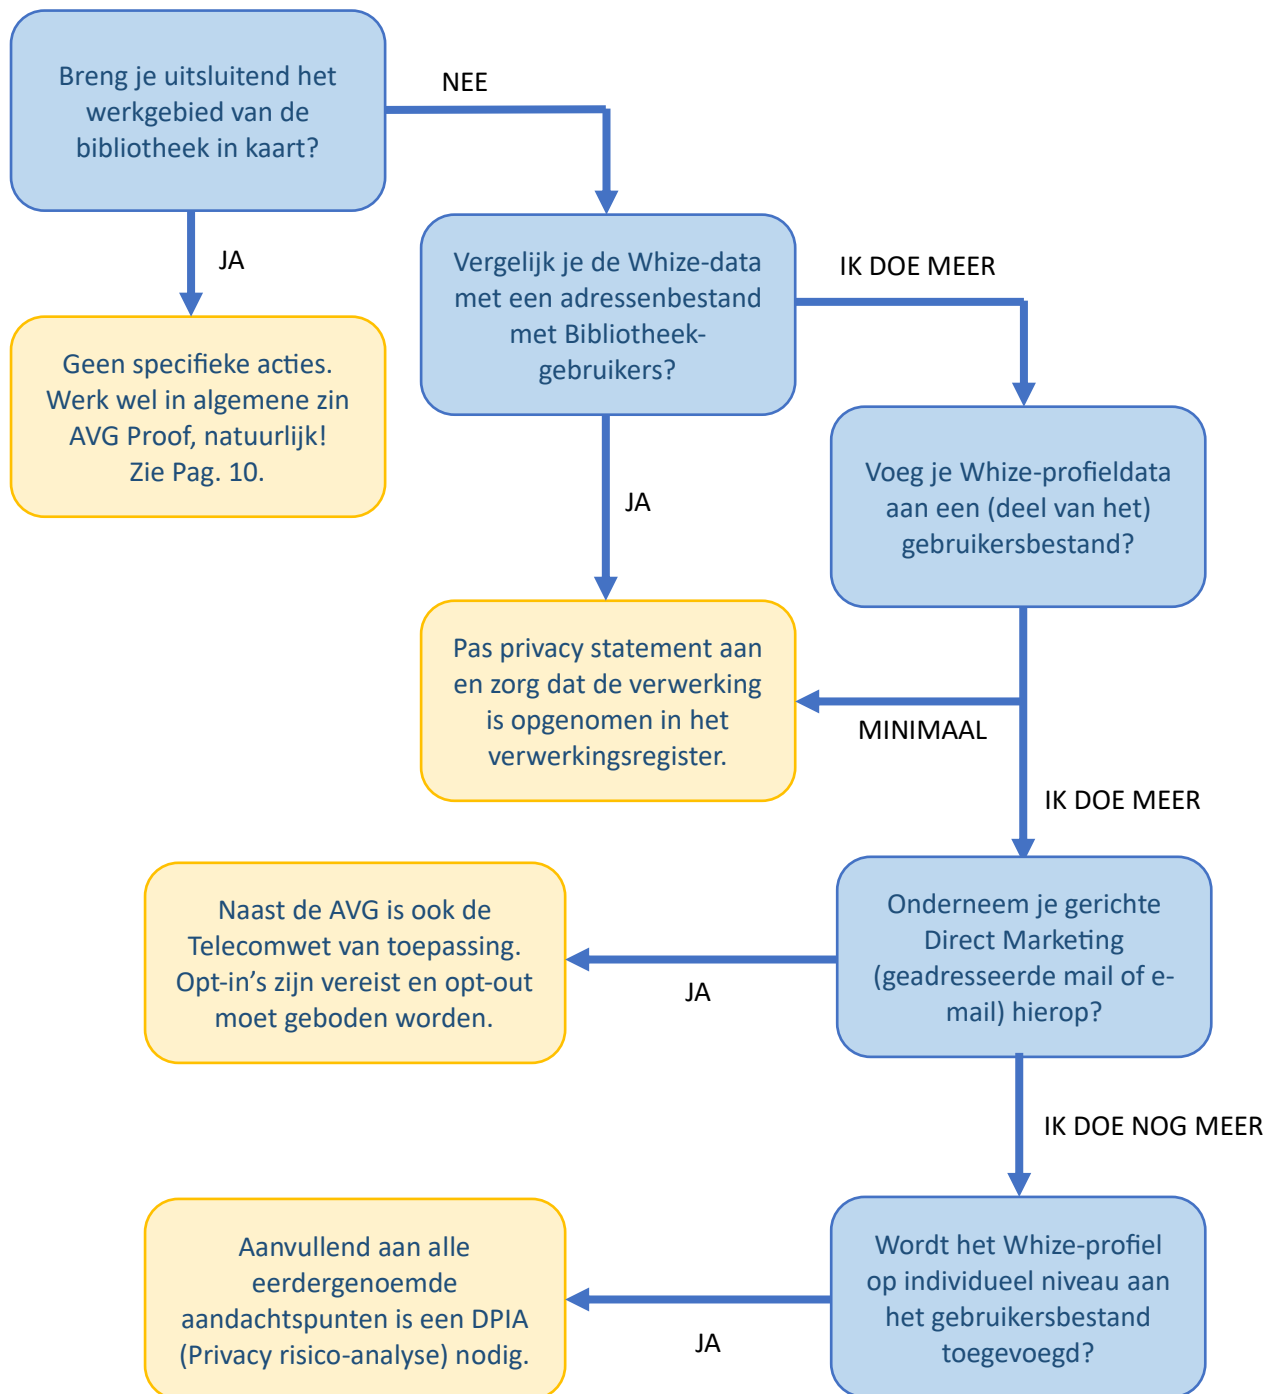 Breng je uitsluitend het
werkgebied van de
bibliotheek in kaart?
NEE
JA
Vergelijk je de Whize-data
met een adressenbestand
met Bibliotheek-
gebruikers?
IK DOE MEER
Geen specifieke acties.
Werk wel in algemene zin
AVG Proof, natuurlijk!
Zie Pag. 10.
Voeg je Whize-profieldata
aan een (deel van het)
gebruikersbestand?
JA
Pas privacy statement aan
en zorg dat de verwerking
is opgenomen in het
verwerkingsregister.
MINIMAAL
IK DOE MEER
Naast de AVG is ook de
Telecomwet van toepassing.
Opt-in’s zijn vereist en opt-out
moet geboden worden.
JA
Onderneem je gerichte
Direct Marketing
(geadresseerde mail of e-
mail) hierop?
IK DOE NOG MEER
Aanvullend aan alle
eerdergenoemde
aandachtspunten is een DPIA
(Privacy risico-analyse) nodig.
JA
Wordt het Whize-profiel
op individueel niveau aan
het gebruikersbestand
toegevoegd?